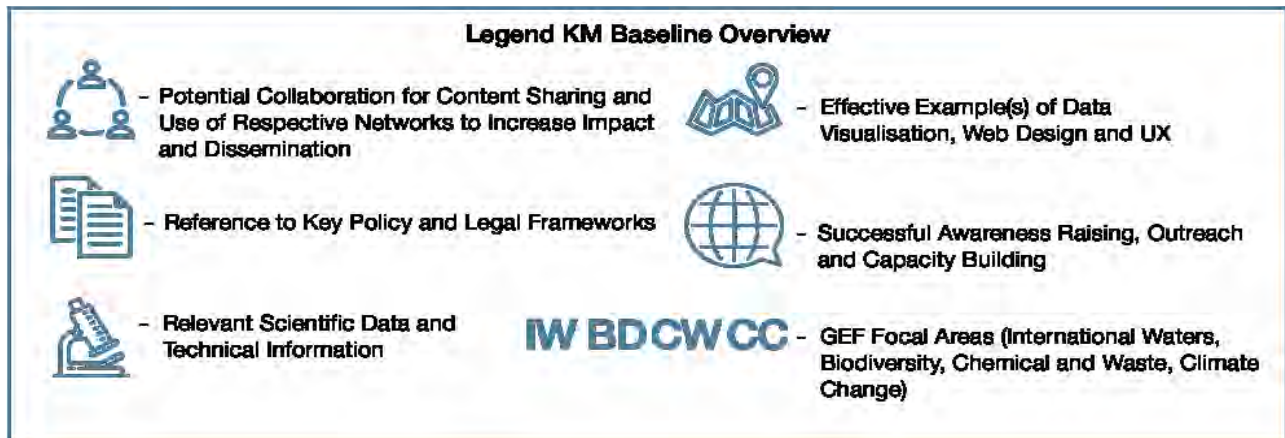 Legend KM Baseline Overview
– Potential Collaboration for Content Sharing and
Use of Respective Networks to Increase Impact
and Dissemination
– Reference to Key Policy and Legal Frameworks
– Relevant Scientific Data and
Technical Information
– Effective Example(s) of Data
Visualisation, Web Design and UX
– Successful Awareness Raising, Outreach
and Capacity Building
IW BD CW CC – GEF Focal Areas (International Waters,
Biodiversity, Chemical and Waste, Climate
Change)